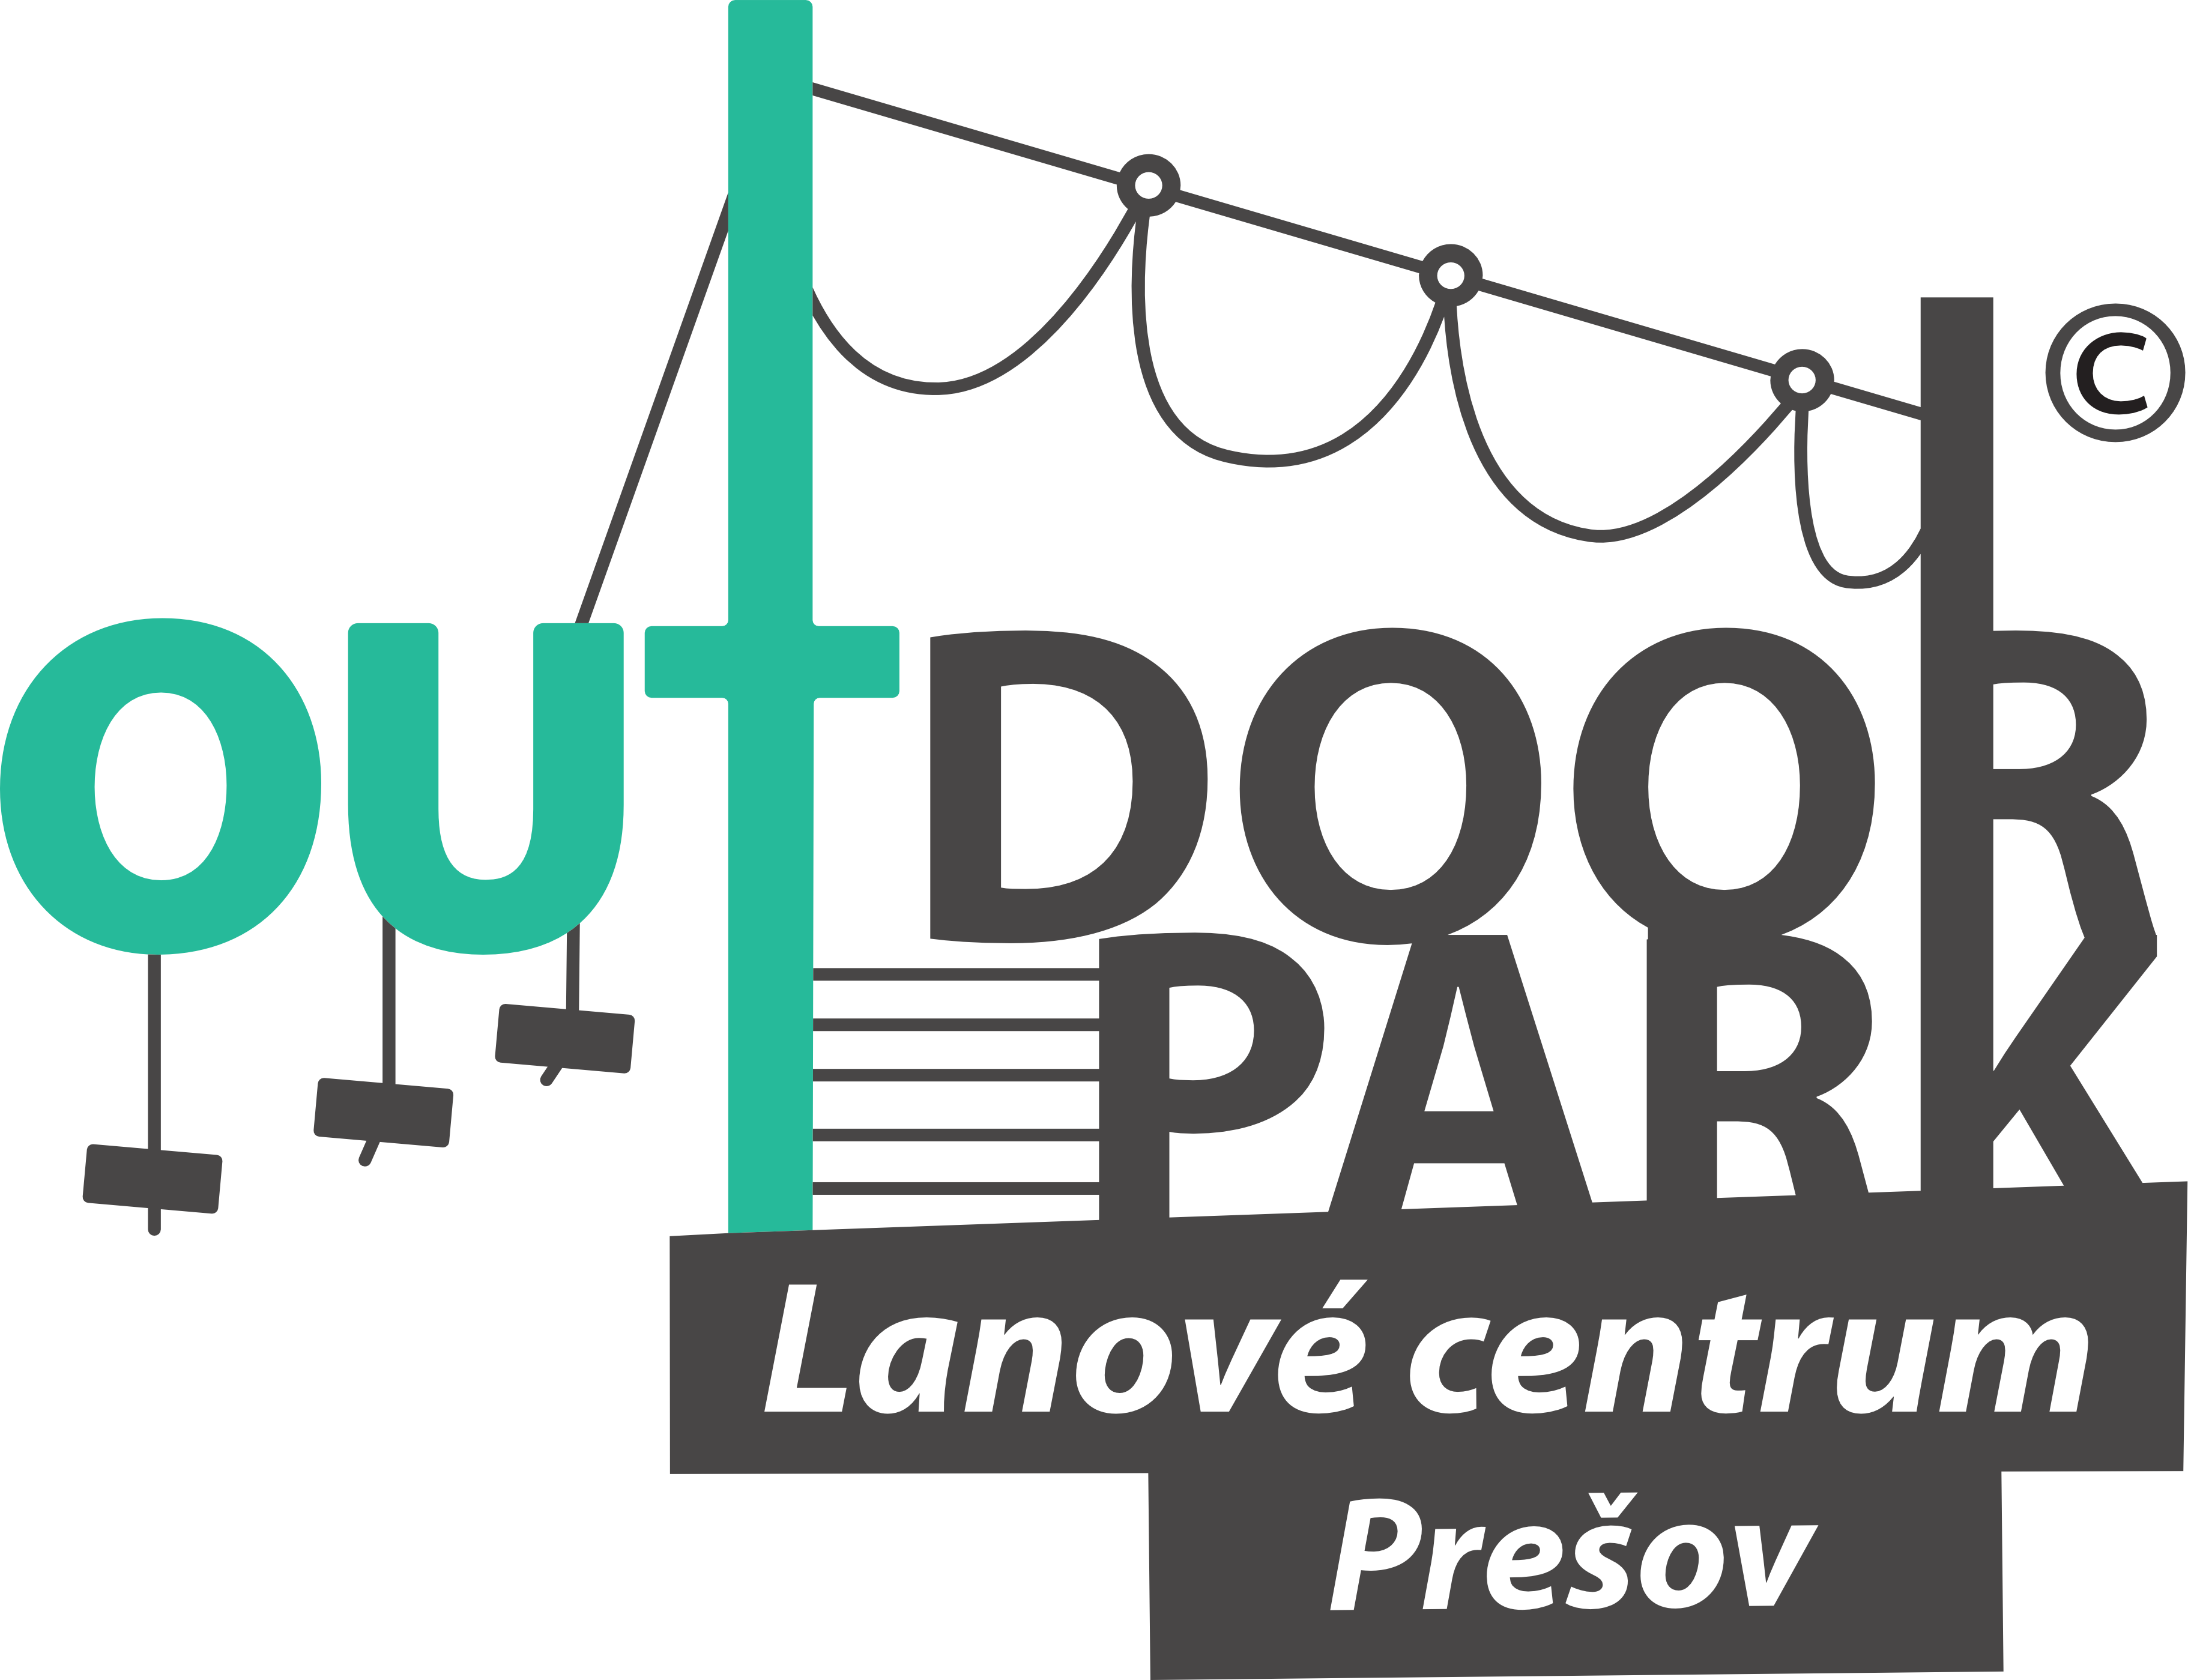 ©
OUTDOOR
PARK
Lanové centrum
Prešov